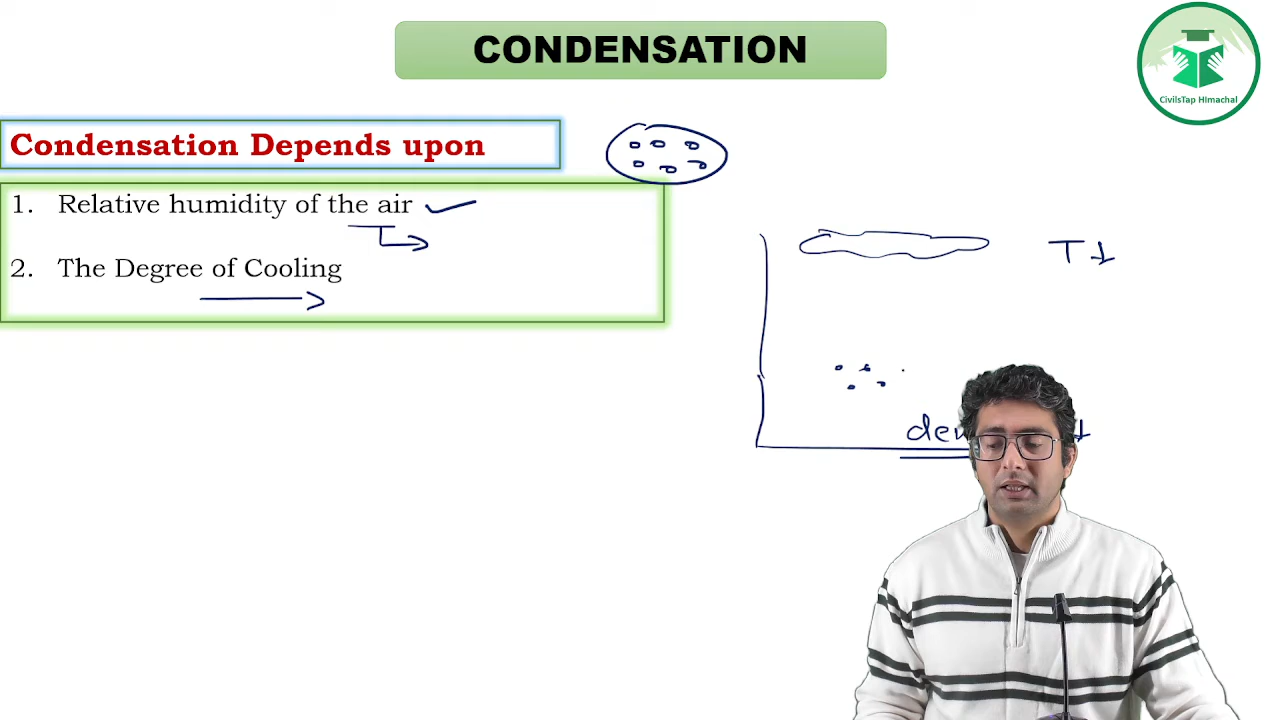 CONDENSATION
CivilsTap HImachal
Condensation Depends upon
1. Relative humidity of the air
2. The Degree of Cooling
T↓